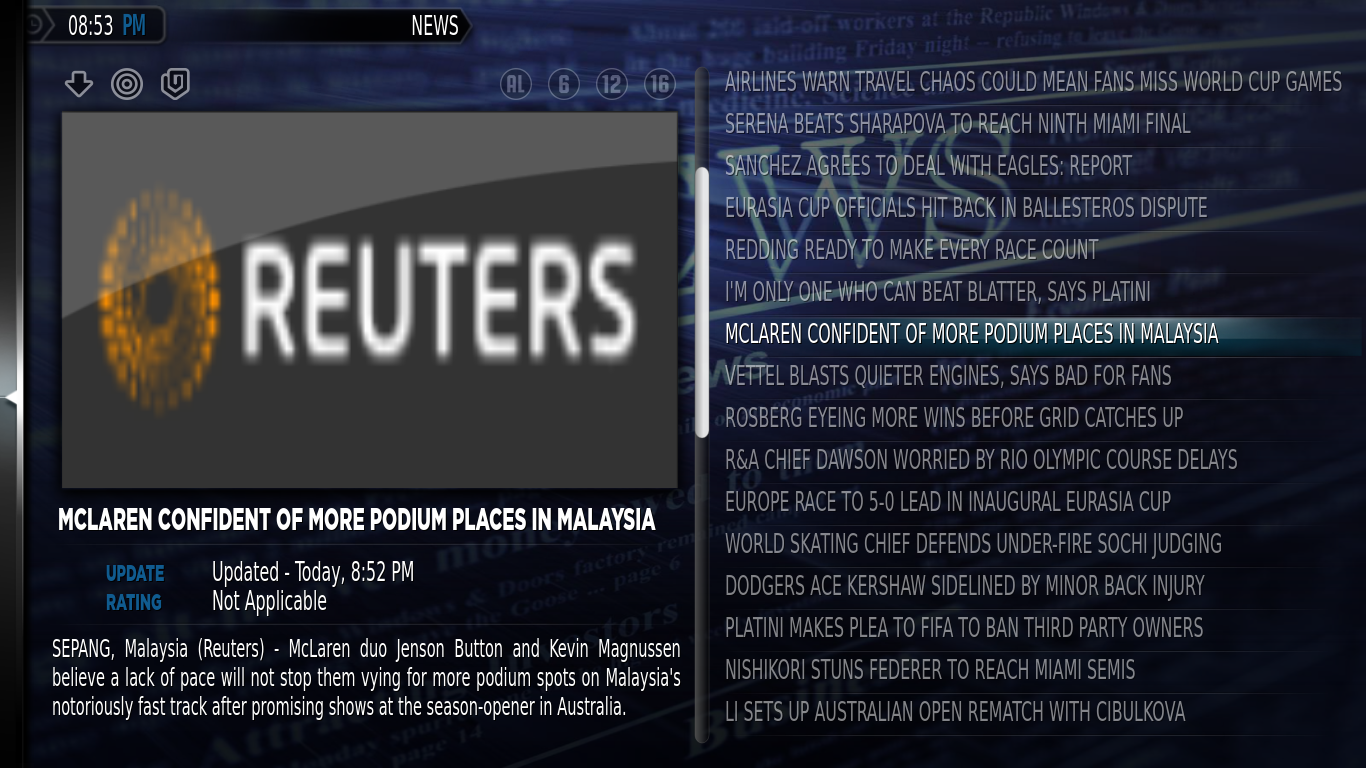 08:53 PM
NEWS
AL 6 12 16
REUTERS
MCLAREN CONFIDENT OF MORE PODIUM PLACES IN MALAYSIA
UPDATE Updated - Today, 8:52 PM
RATING Not Applicable
SEPANG, Malaysia (Reuters) - McLaren duo Jenson Button and Kevin Magnussen
believe a lack of pace will not stop them vying for more podium spots on Malaysia's
notoriously fast track after promising shows at the season-opener in Australia.
AIRLINES WARN TRAVEL CHAOS COULD MEAN FANS MISS WORLD CUP GAMES
SERENA BEATS SHARAPOVA TO REACH NINTH MIAMI FINAL
SANCHEZ AGREES TO DEAL WITH EAGLES: REPORT
EURASIA CUP OFFICIALS HIT BACK IN BALLESTEROS DISPUTE
REDDING READY TO MAKE EVERY RACE COUNT
I'M ONLY ONE WHO CAN BEAT BLATTER, SAYS PLATINI
MCLAREN CONFIDENT OF MORE PODIUM PLACES IN MALAYSIA
VETTEL BLASTS QUIETER ENGINES, SAYS BAD FOR FANS
ROSBERG EYEING MORE WINS BEFORE GRID CATCHES UP
R&A CHIEF DAWSON WORRIED BY RIO OLYMPIC COURSE DELAYS
EUROPE RACE TO 5-0 LEAD IN INAUGURAL EURASIA CUP
WORLD SKATING CHIEF DEFENDS UNDER-FIRE SOCHI JUDGING
DODGERS ACE KERSHAW SIDELINED BY MINOR BACK INJURY
PLATINI MAKES PLEA TO FIFA TO BAN THIRD PARTY OWNERS
NISHIKORI STUNS FEDERER TO REACH MIAMI SEMIS
LI SETS UP AUSTRALIAN OPEN REMATCH WITH CIBULKOVA